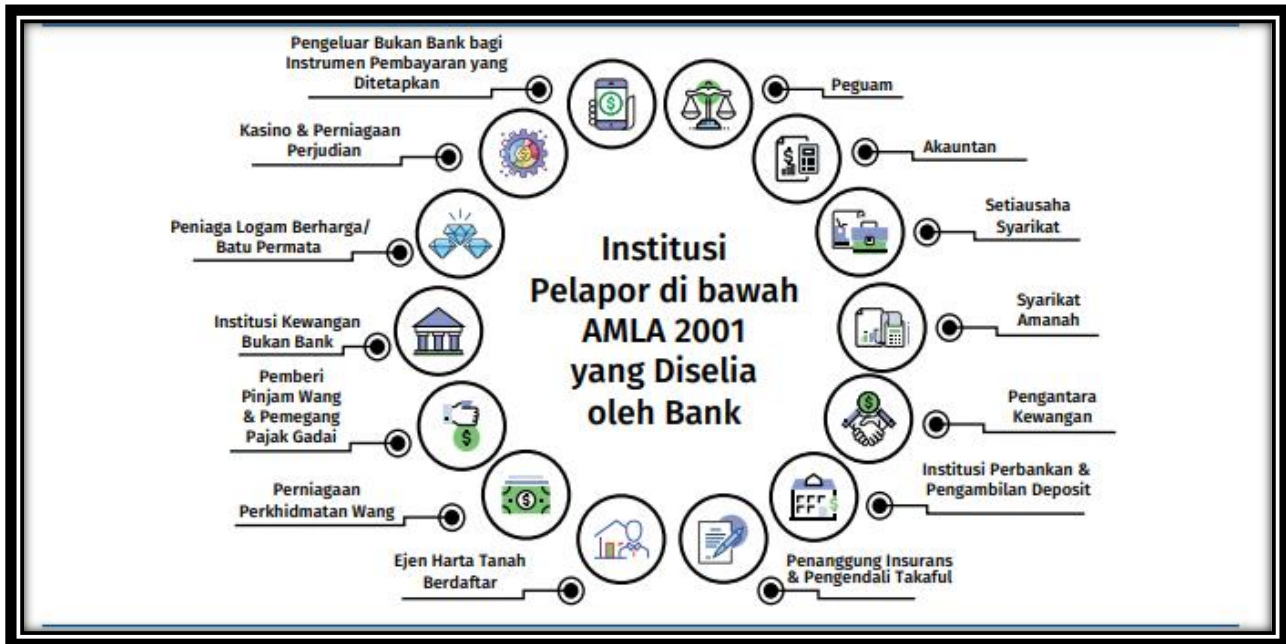 Pengeluar Bukan Bank bagi
Instrumen Pembayaran yang
Ditetapkan
Peguam
Kasino & Perniagaan
Perjudian
Akauntan
Peniaga Logam Berharga/
Batu Permata
Setiausaha
Syarikat
Institusi
Pelapor di bawah
AMLA 2001
yang Diselia
oleh Bank
Institusi Kewangan
Bukan Bank
Syarikat
Amanah
Pemberi
Pinjam Wang
& Pemegang
Pajak Gadai
Pengantara
Kewangan
Perniagaan
Perkhidmatan Wang
Institusi Perbankan &
Pengambilan Deposit
Ejen Harta Tanah
Berdaftar
Penanggung Insurans
& Pengendali Takaful